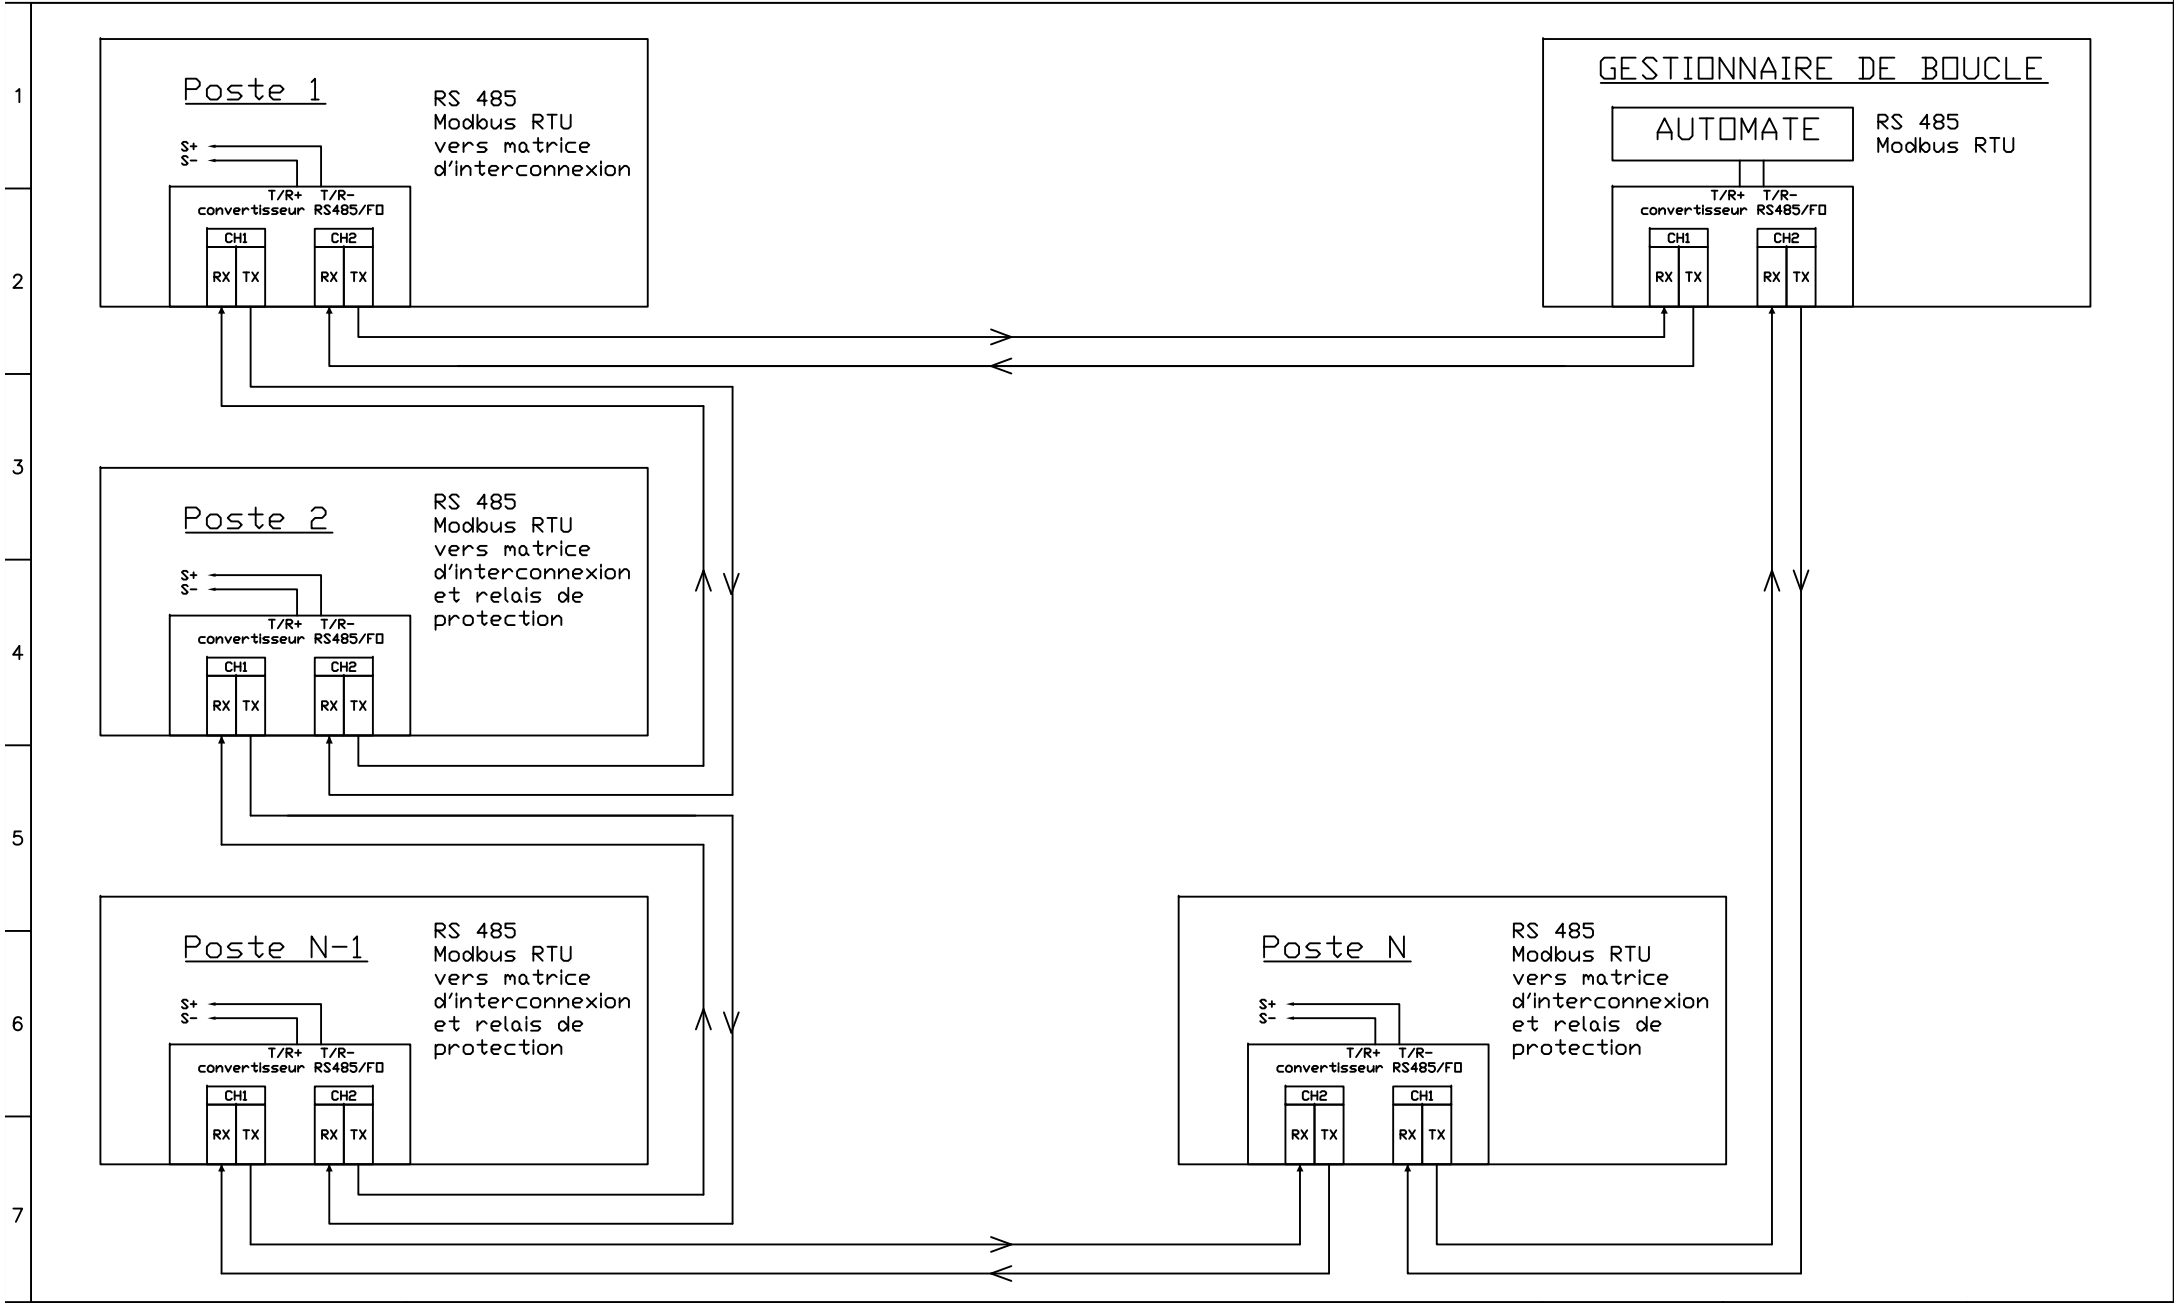 1
2
3
4
5
6
7
Poste 1
RS 485
Modbus RTU
vers matrice
d'interconnexion
S+
S-
T/R+ T/R-
convertisseur RS485/FO
CH1 CH2
RX TX RX TX
GESTIONNAIRE DE BOUCLE
AUTOMATE
RS 485
Modbus RTU
T/R+ T/R-
convertisseur RS485/FO
CH1 CH2
RX TX RX TX
Poste 2
RS 485
Modbus RTU
vers matrice
d'interconnexion
et relais de
protection
S+
S-
T/R+ T/R-
convertisseur RS485/FO
CH1 CH2
RX TX RX TX
Poste N-1
RS 485
Modbus RTU
vers matrice
d'interconnexion
et relais de
protection
S+
S-
T/R+ T/R-
convertisseur RS485/FO
CH1 CH2
RX TX RX TX
Poste N
RS 485
Modbus RTU
vers matrice
d'interconnexion
et relais de
protection
S+
S-
T/R+ T/R-
convertisseur RS485/FO
CH2 CH1
RX TX RX TX